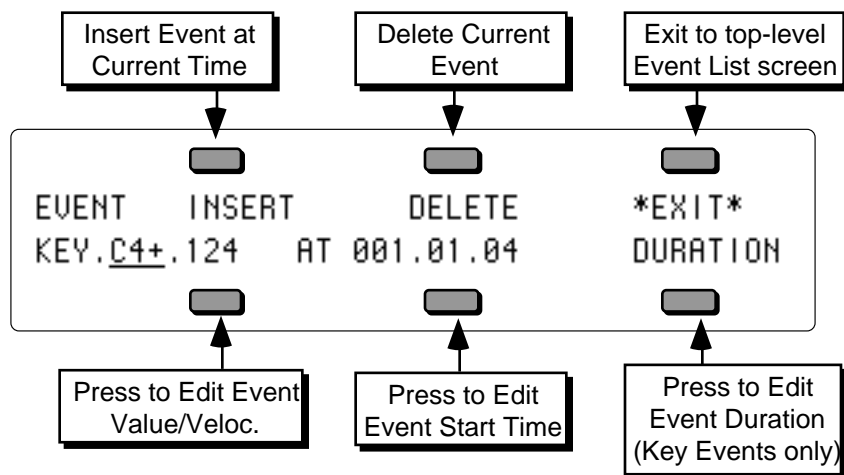 Insert Event at
Current Time
Delete Current
Event
Exit to top-level
Event List screen
EVENT INSERT DELETE *EXIT*
KEY.C4+.124 AT 001.01.04 DURATION
Press to Edit Event
Value/Veloc.
Press to Edit
Event Start Time
Press to Edit
Event Duration
(Key Events only)